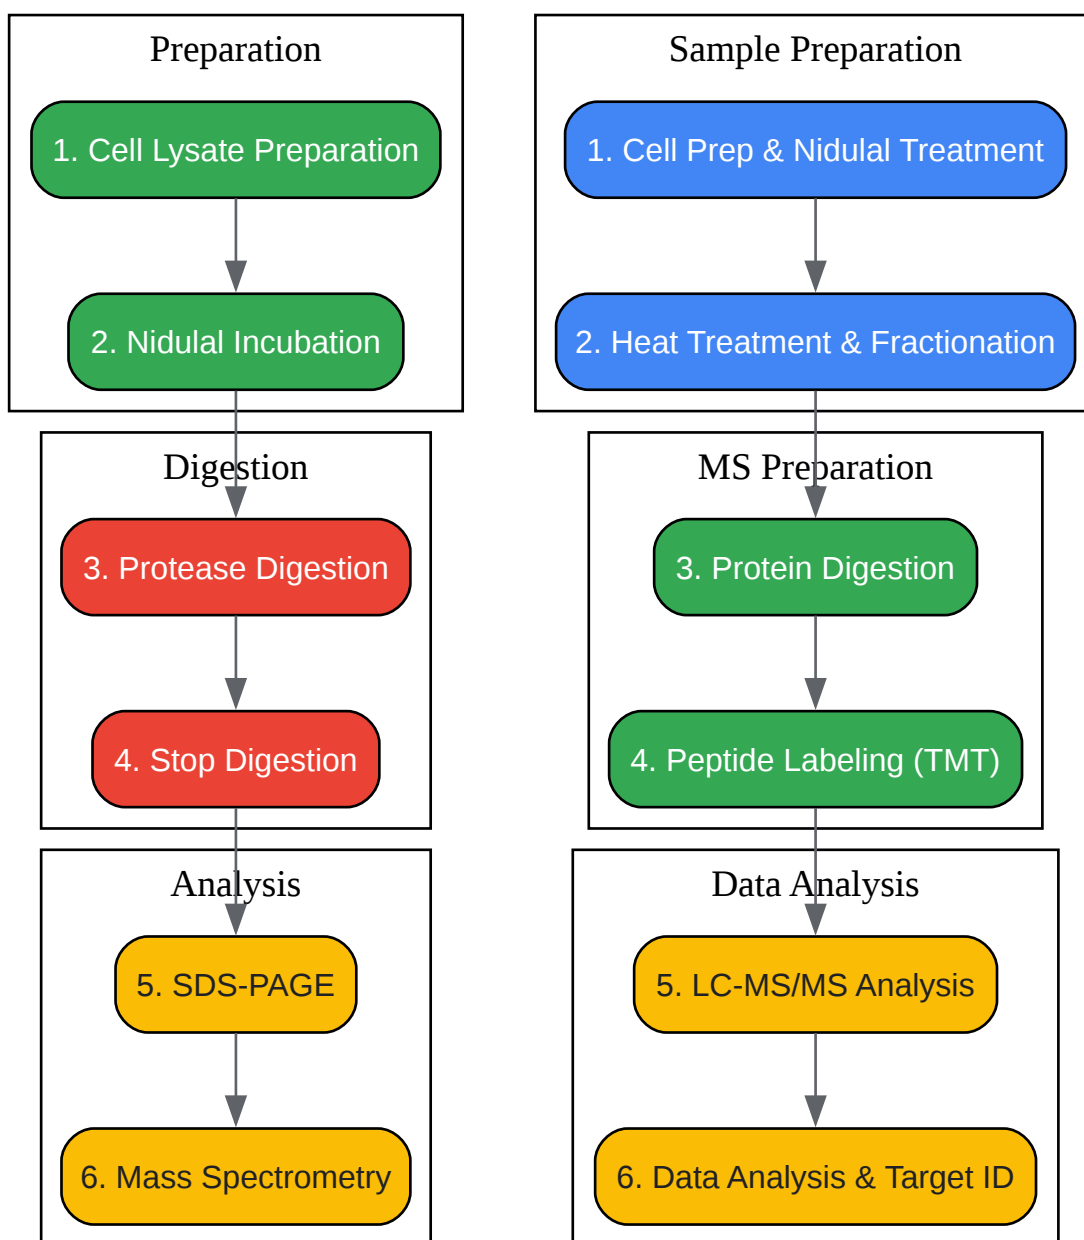 Preparation
1. Cell Lysate Preparation
2. Nidulal Incubation
Digestion
3. Protease Digestion
4. Stop Digestion
Analysis
5. SDS-PAGE
6. Mass Spectrometry
Sample Preparation
1. Cell Prep & Nidulal Treatment
2. Heat Treatment & Fractionation
MS Preparation
3. Protein Digestion
4. Peptide Labeling (TMT)
Data Analysis
5. LC-MS/MS Analysis
6. Data Analysis & Target ID